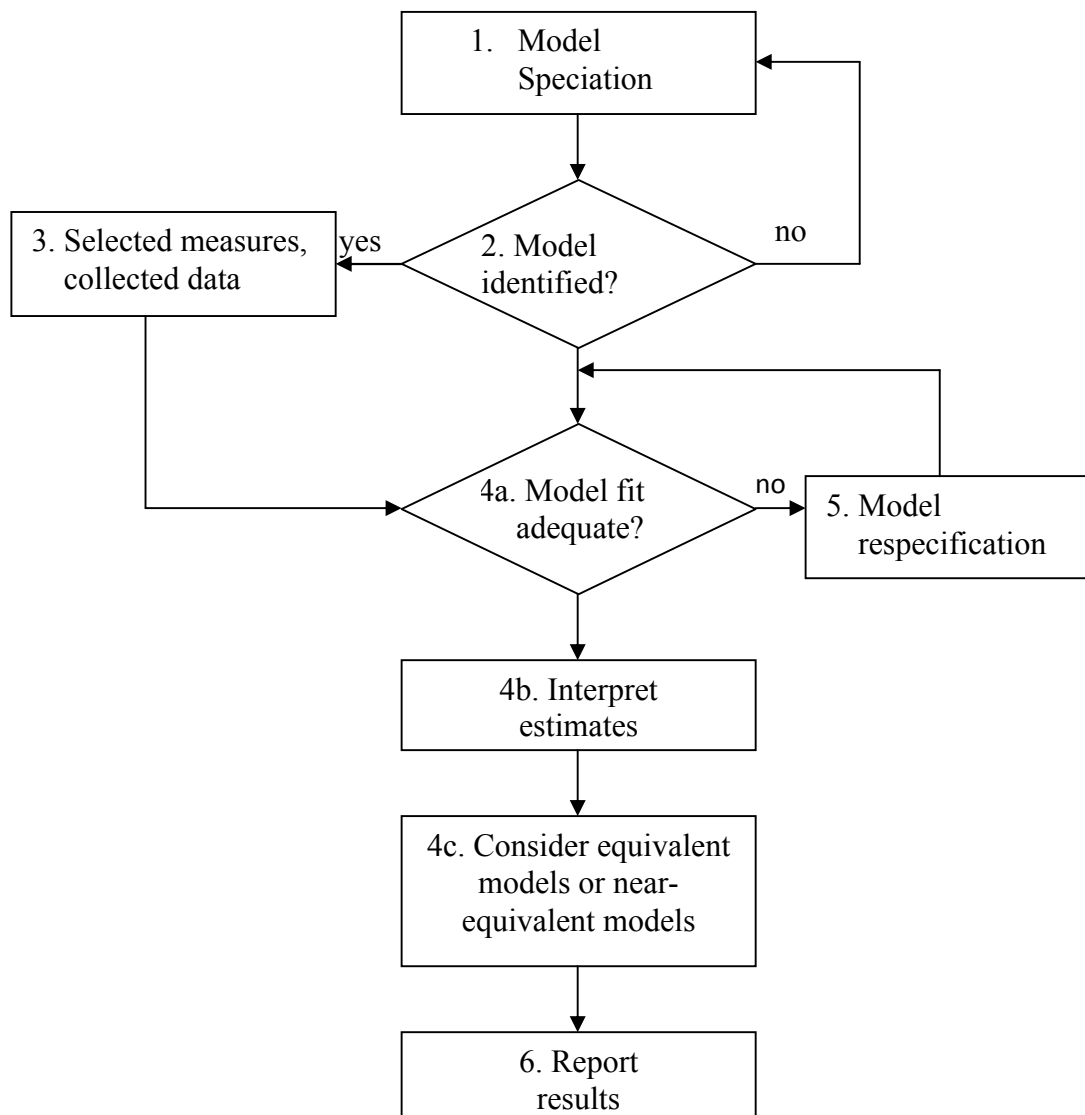 1. Model
Speciation
3. Selected measures,
collected data
yes
2. Model
identified?
no
4a. Model fit
adequate?
no
5. Model
respecification
4b. Interpret
estimates
4c. Consider equivalent
models or near-
equivalent models
6. Report
results